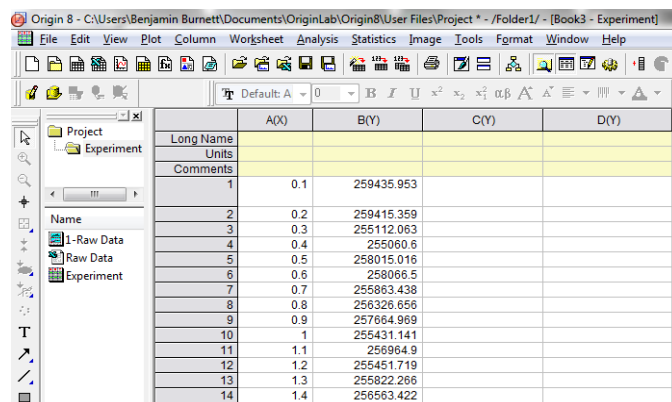 Origin 8 - C:\Users\Benjamin Burnett\Documents\OriginLab\Origin8\User Files\Project * - /Folder1/ - [Book3 - Experiment]
File Edit View Plot Column Worksheet Analysis Statistics Image Tools Format Window Help
Default: A 0 B I U x² x₂ αβ A A A
Project
Experiment
Name
1-Raw Data
Raw Data
Experiment
T
A(X) B(Y) C(Y) D(Y)
Long Name
Units
Comments
1 0.1 259435.953
2 0.2 259415.359
3 0.3 255112.063
4 0.4 255060.6
5 0.5 258015.016
6 0.6 258066.5
7 0.7 255863.438
8 0.8 256326.656
9 0.9 257664.969
10 1 255431.141
11 1.1 256964.9
12 1.2 255451.719
13 1.3 255822.266
14 1.4 256563.422